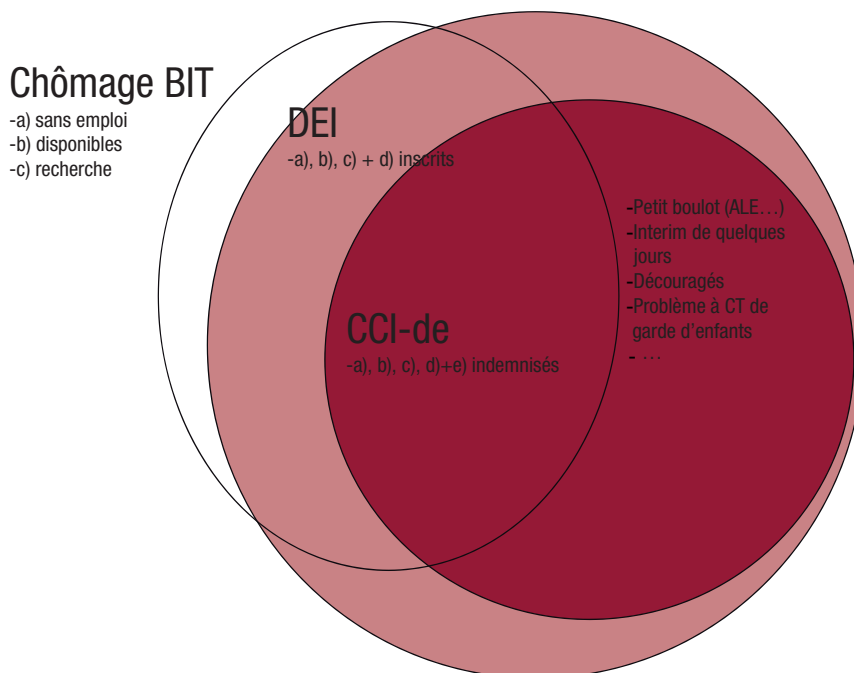 Chômage BIT
-a) sans emploi
-b) disponibles
-c) recherche
DEI
-a), b), c) + d) inscrits
-Petit boulot (ALE…)
-Interim de quelques
jours
-Découragés
-Problème à CT de
garde d’enfants
- …
CCI-de
-a), b), c), d)+e) indemnisés